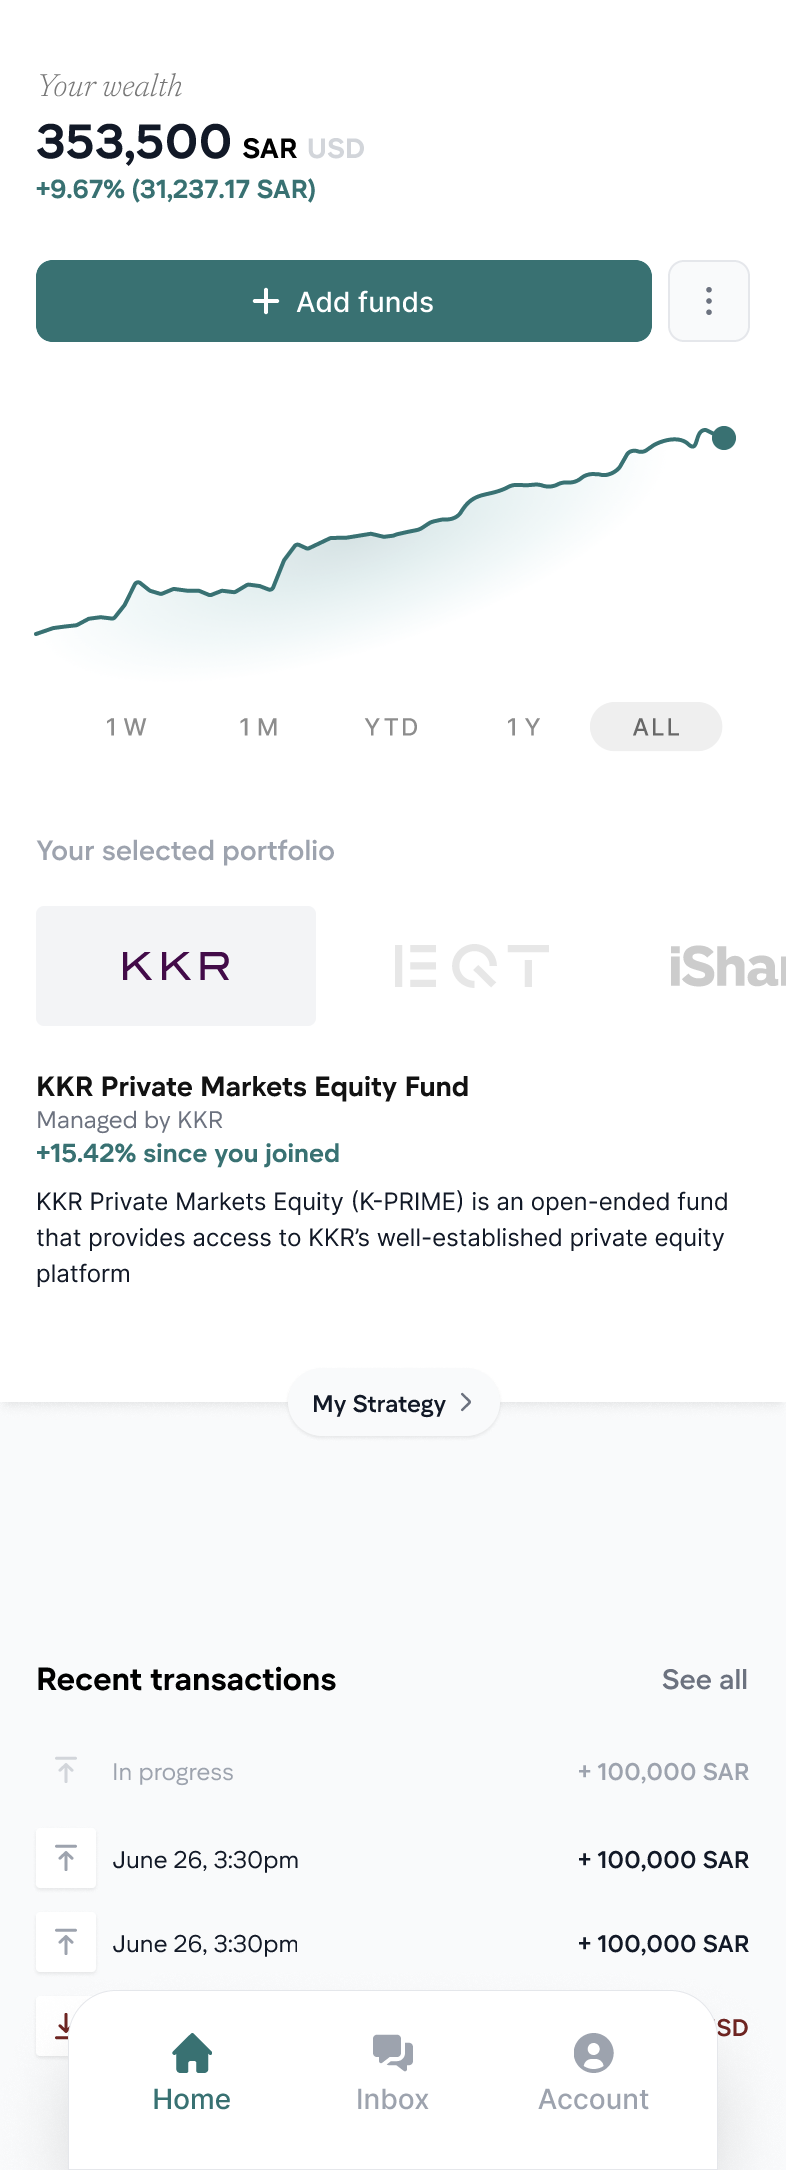 Your wealth
353,500 SAR USD
+9.67% (31,237.17 SAR)
Add funds
1W 1M YTD 1Y ALL
Your selected portfolio
KKR EQT iShar
KKR Private Markets Equity Fund
Managed by KKR
+15.42% since you joined
KKR Private Markets Equity (K-PRIME) is an open-ended fund
that provides access to KKR’s well-established private equity
platform
My Strategy
Recent transactions See all
In progress + 100,000 SAR
June 26, 3:30pm + 100,000 SAR
June 26, 3:30pm + 100,000 SAR
SD
Home Inbox Account